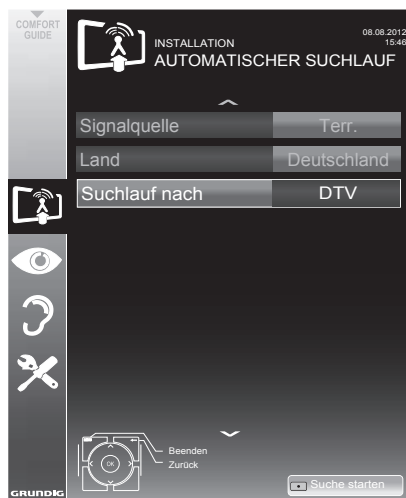 COMFORT
GUIDE
INSTALLATION
08.08.2012
15:46
AUTOMATISCHER SUCHLAUF
Signalquelle Terr.
Land Deutschland
Suchlauf nach DTV
OK
Beenden
Zurück
Suche starten
GRUNDIG